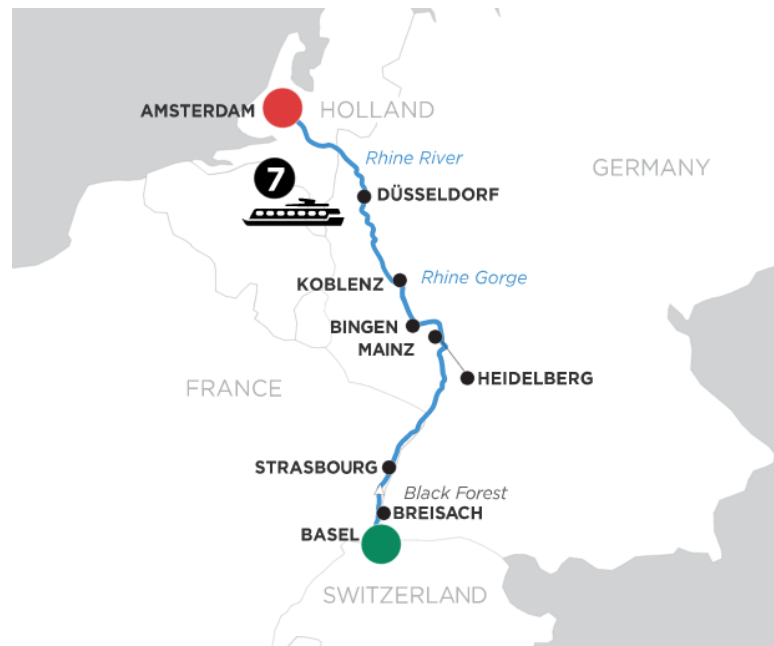 AMSTERDAM
HOLLAND
Rhine River
GERMANY
7
DÜSSELDORF
KOBLENZ
Rhine Gorge
BINGEN
MAINZ
HEIDELBERG
FRANCE
STRASBOURG
Black Forest
BREISACH
BASEL
SWITZERLAND